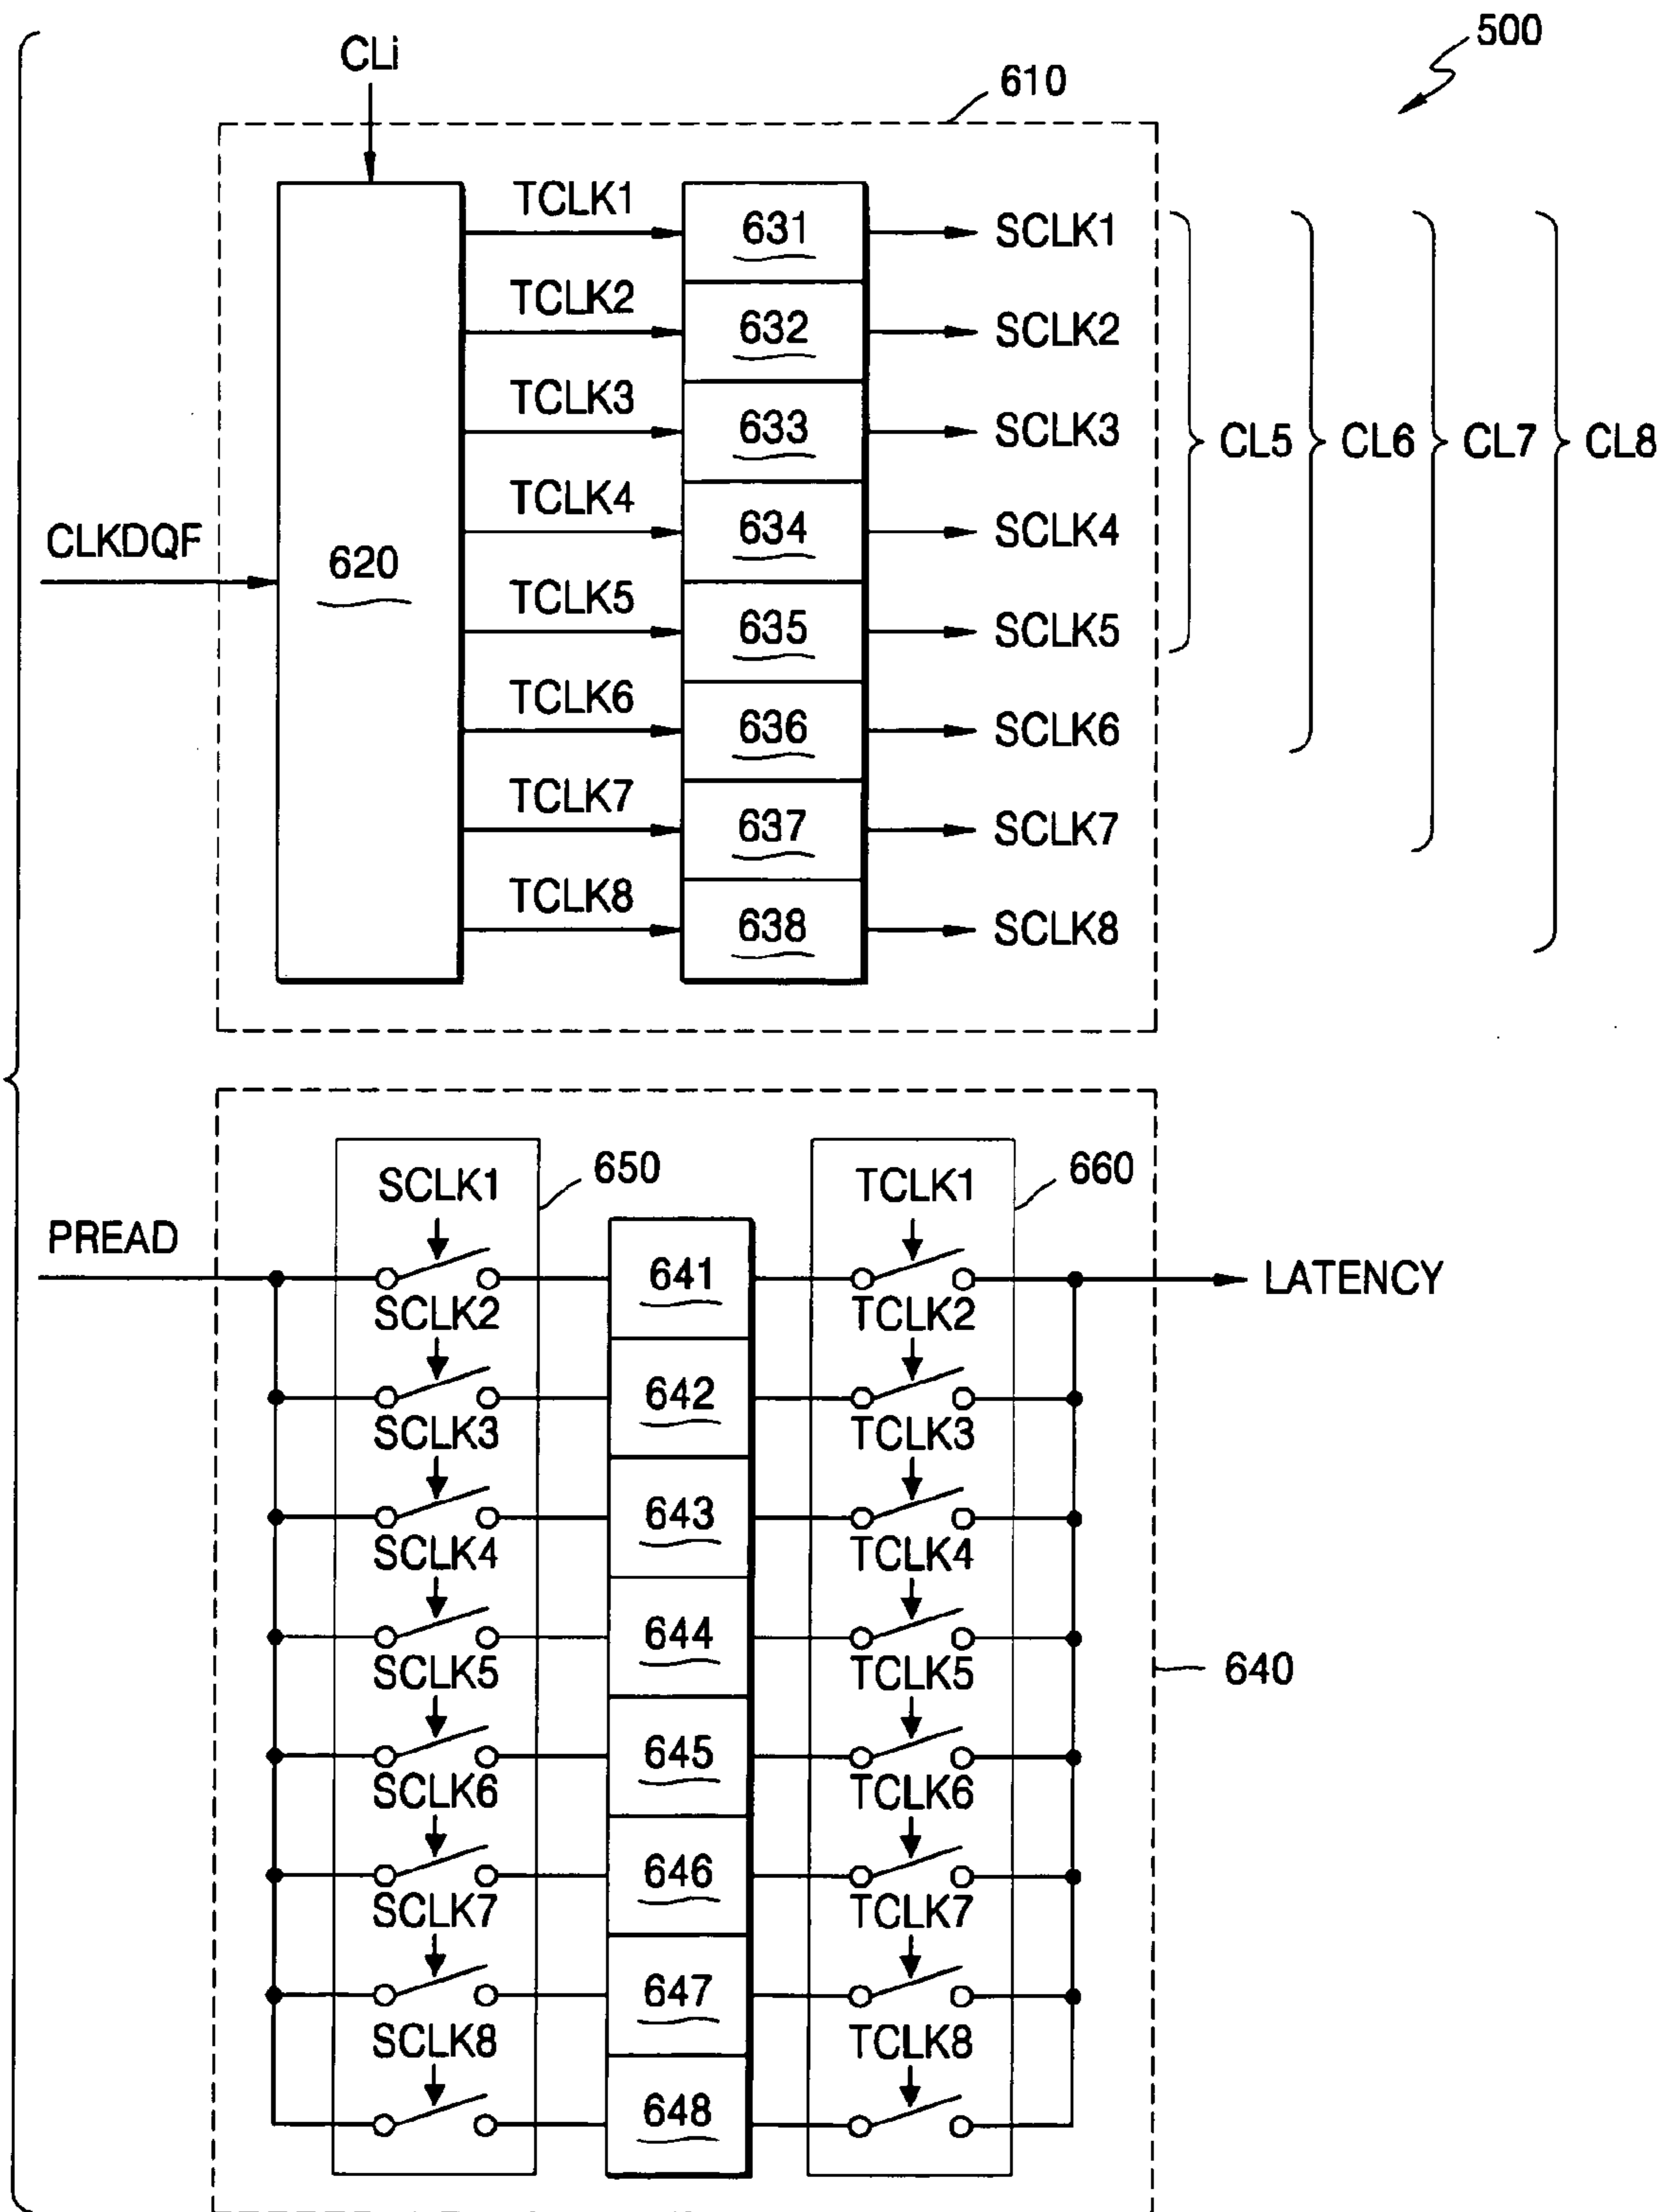 500
CLi
610
TCLK1
631
SCLK1
TCLK2
632
SCLK2
TCLK3
633
SCLK3
CL5
CL6
CL7
CL8
TCLK4
634
SCLK4
CLKDQF
620
TCLK5
635
SCLK5
TCLK6
636
SCLK6
TCLK7
637
SCLK7
TCLK8
638
SCLK8
650
660
SCLK1
TCLK1
PREAD
641
LATENCY
SCLK2
TCLK2
642
SCLK3
TCLK3
643
SCLK4
TCLK4
644
640
SCLK5
TCLK5
645
SCLK6
TCLK6
646
SCLK7
TCLK7
647
SCLK8
TCLK8
648